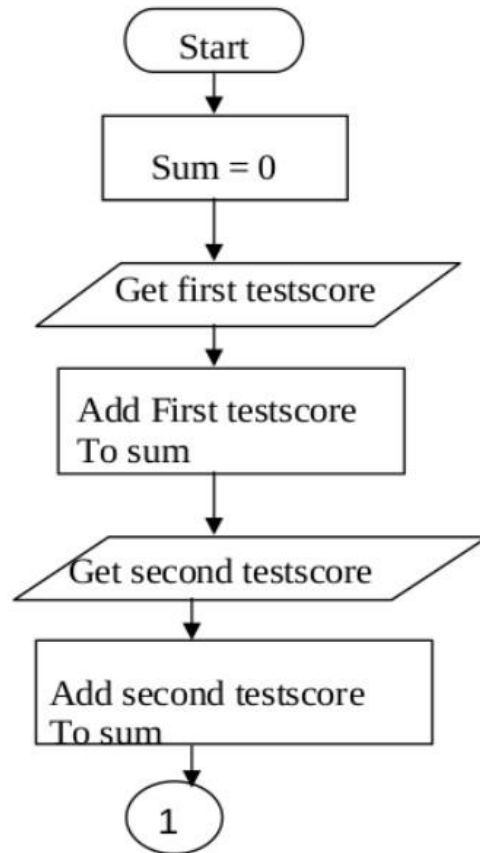 Start
Sum = 0
Get first testscore
Add First testscore
To sum
Get second testscore
Add second testscore
To sum
1